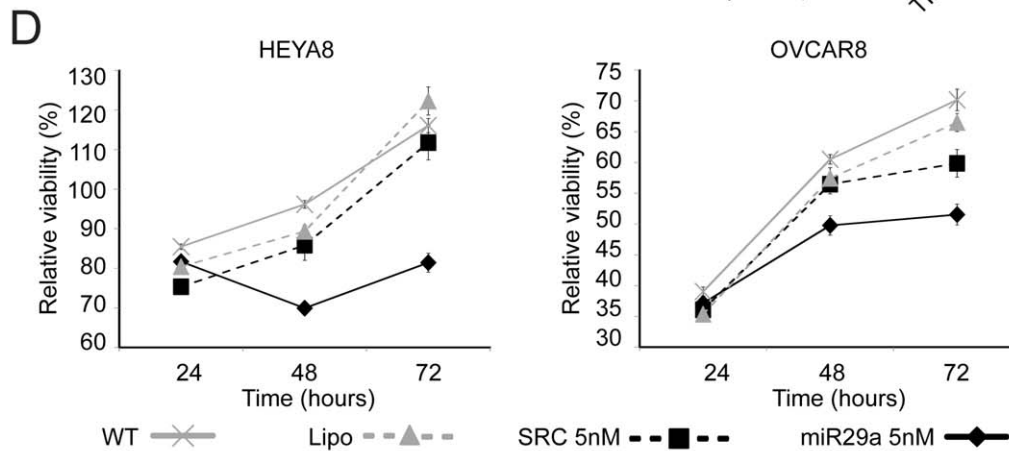 D
HEYA8
Relative viability (%)
130
120
110
100
90
80
70
60
24 48 72
Time (hours)
OVCAR8
Relative viability (%)
75
70
65
60
55
50
45
40
35
30
24 48 72
Time (hours)
WT Lipo SRC 5nM miR29a 5nM